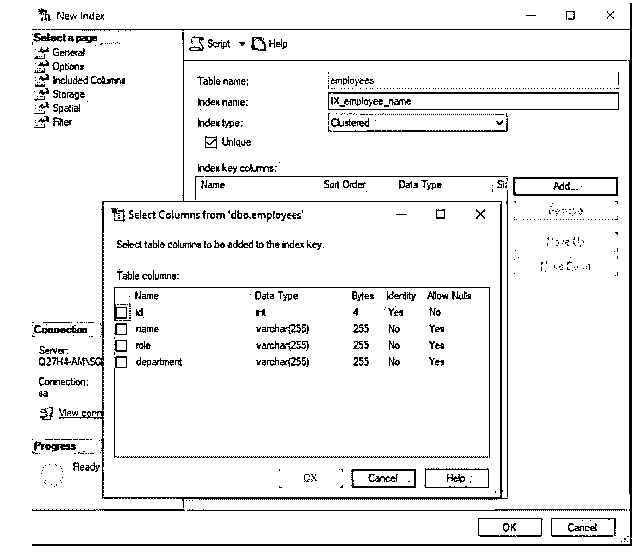 New Index
Select a page
General
Options
Included Columns
Storage
Spatial
Filter
Script
Help
Table name:
employees
Index name:
IX_employee_name
Index type:
Clustered
Unique
Index key columns:
Name Sort Order Data Type Si
Add...
Remove
Move Up
Move Down
Select Columns from 'dbo.employees'
Select table columns to be added to the index key.
Table columns:
Name Data Type Bytes Identity Allow Nulls
id int 4 Yes No
name varchar(255) 255 No Yes
role varchar(255) 255 No Yes
department varchar(255) 255 No Yes
OK Cancel Help
Connection
Server:
Q27H4-AM\SQ
Connection:
sa
View conn
Progress
Ready
OK Cancel